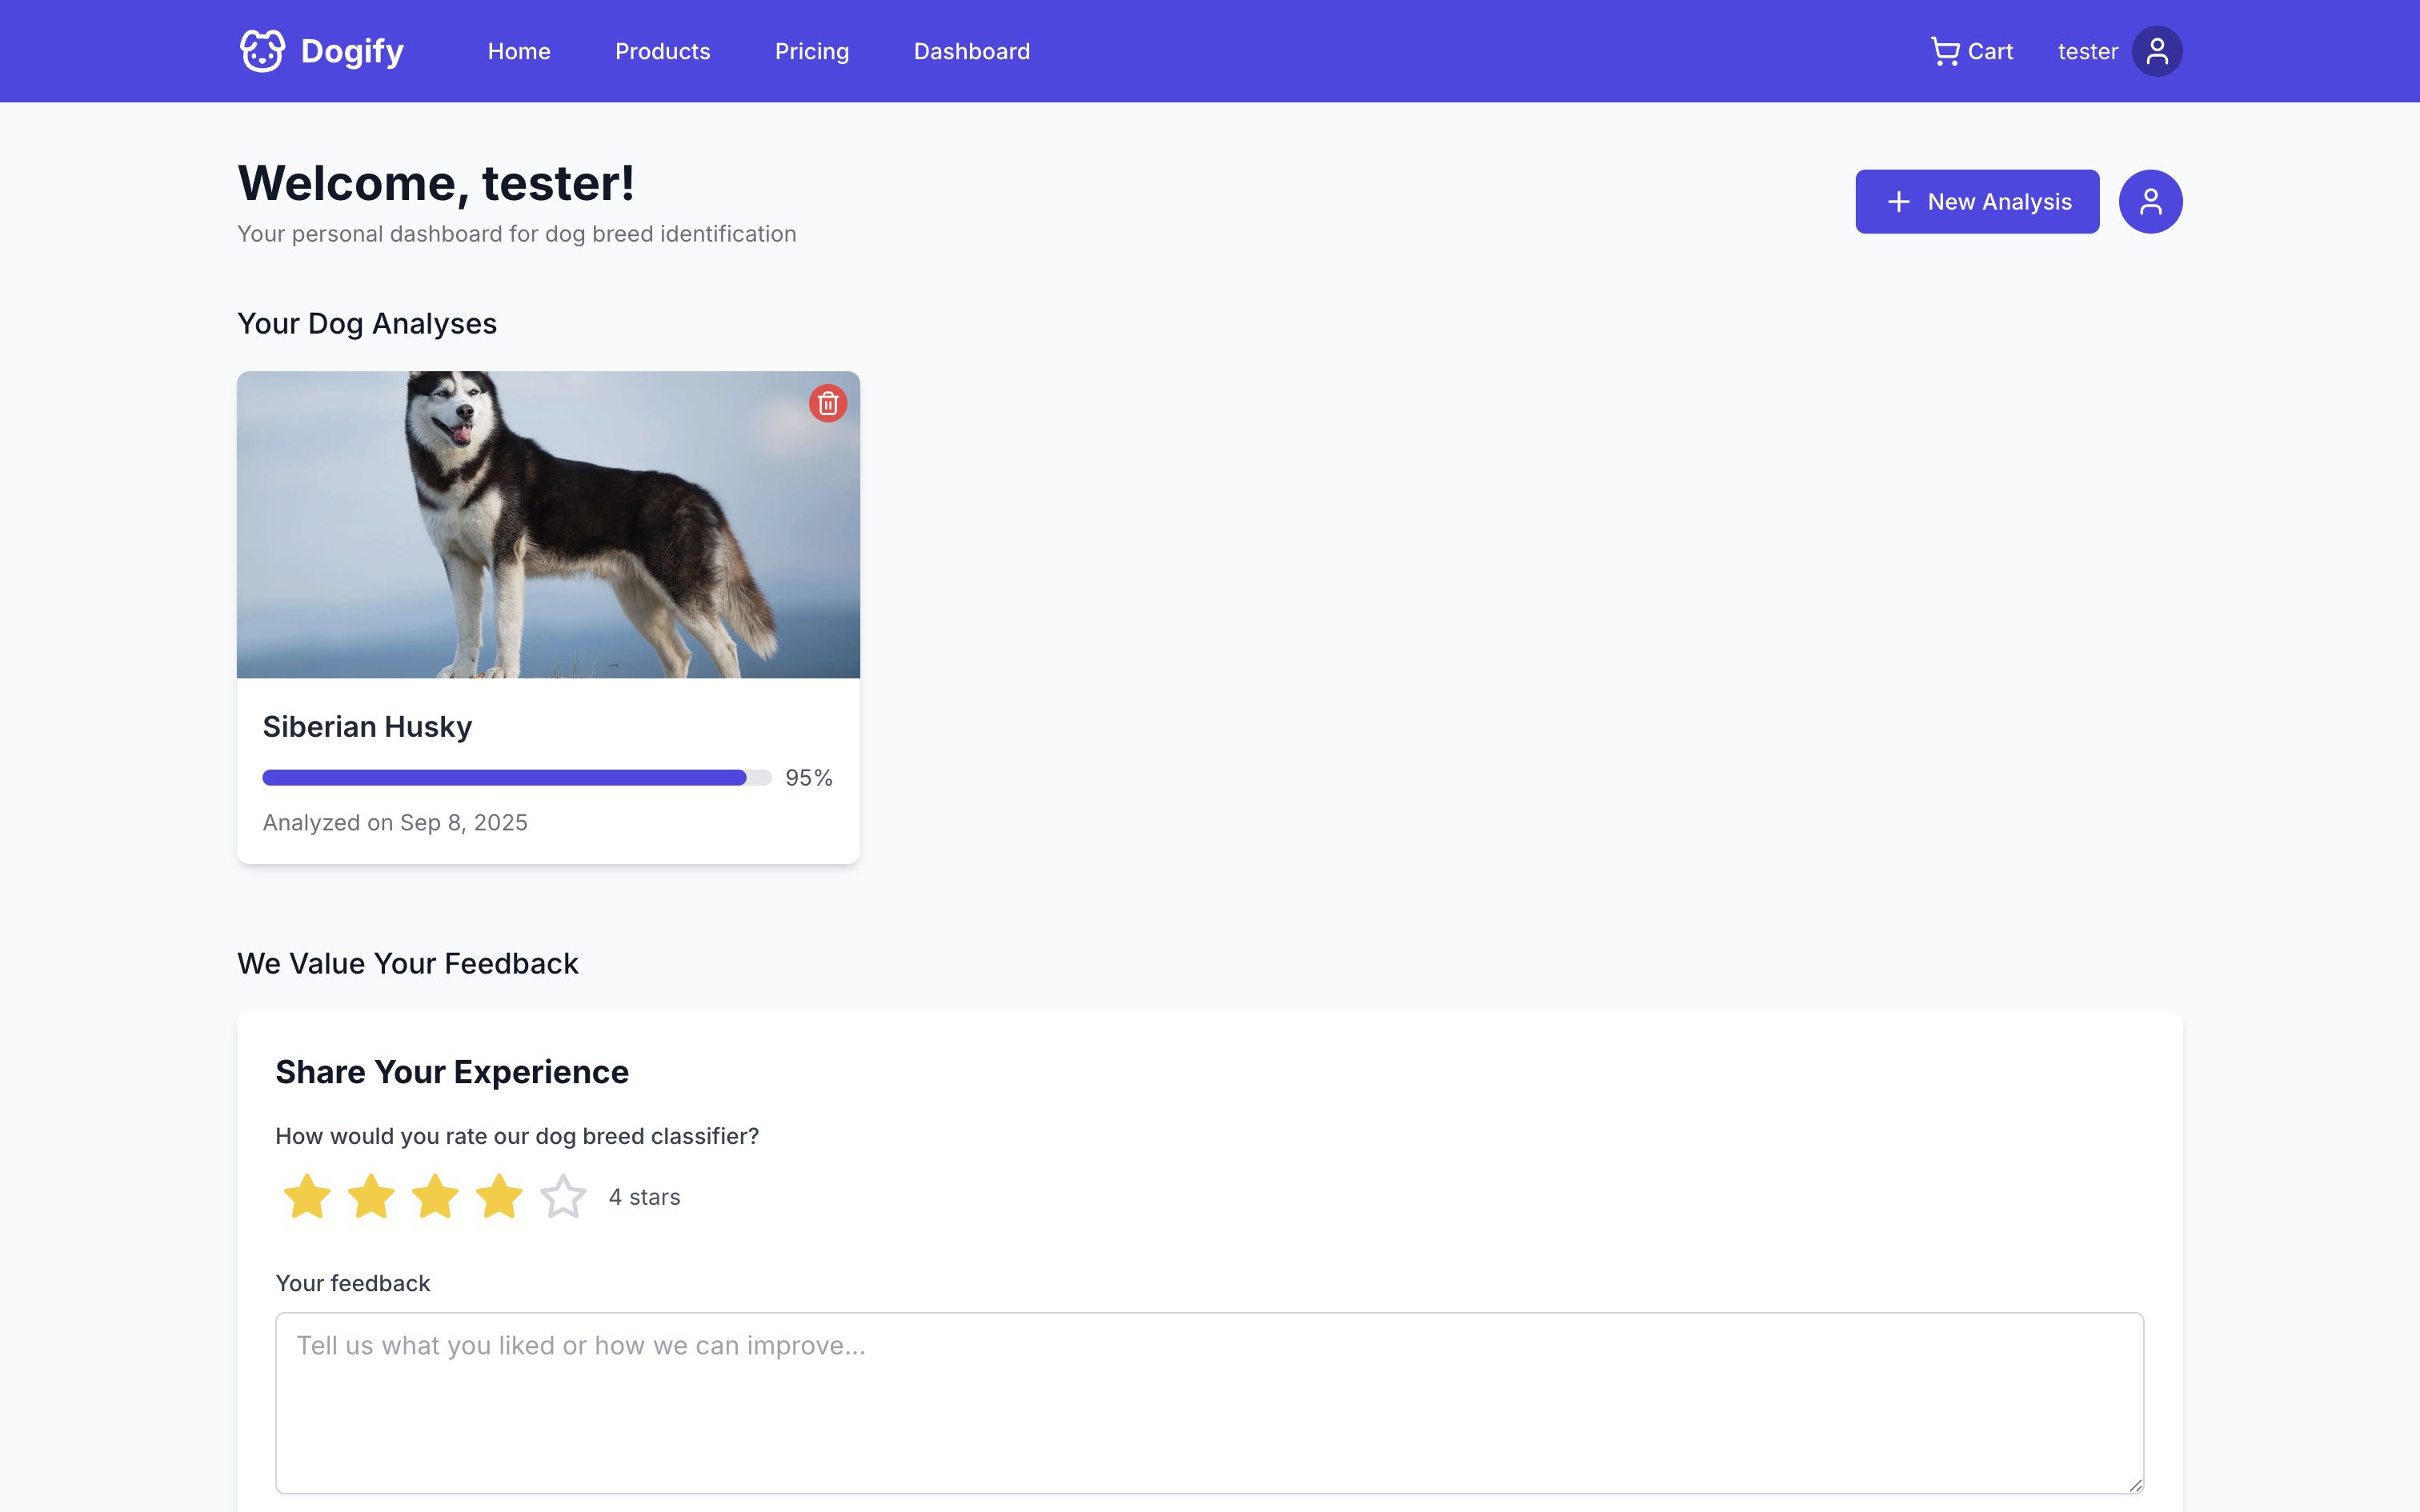 Dogify
Home
Products
Pricing
Dashboard
Cart
tester
Welcome, tester!
Your personal dashboard for dog breed identification
New Analysis
Your Dog Analyses
Siberian Husky
95%
Analyzed on Sep 8, 2025
We Value Your Feedback
Share Your Experience
How would you rate our dog breed classifier?
4 stars
Your feedback
Tell us what you liked or how we can improve...